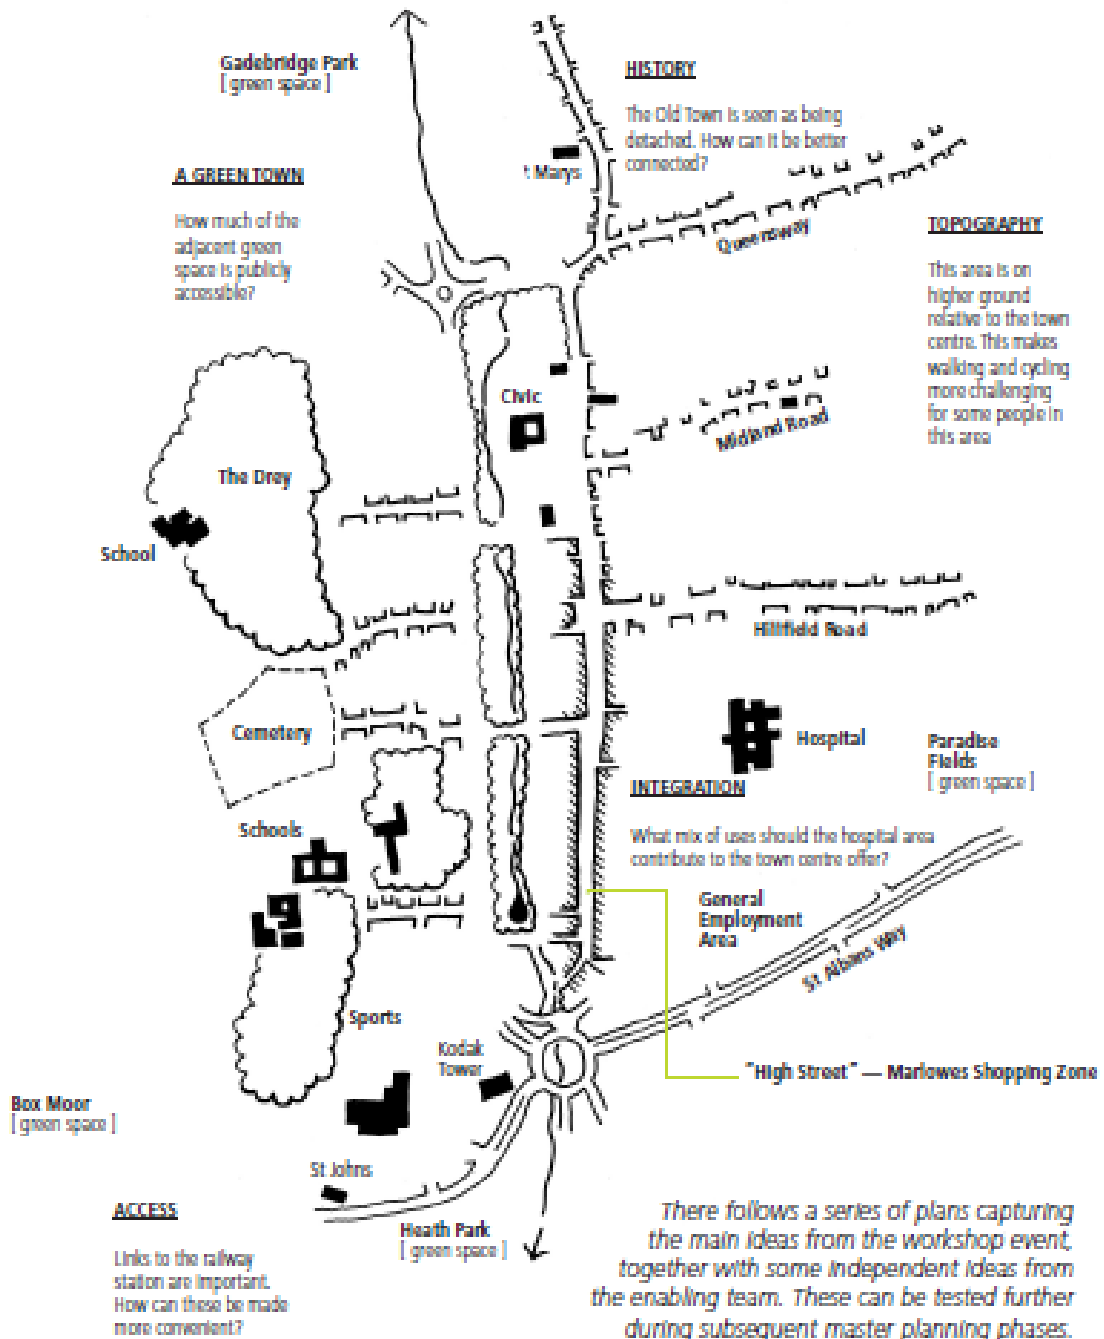 Gadebridge Park
[ green space ]
HISTORY
The Old Town is seen as being
detached. How can it be better
connected?
t Marys
A GREEN TOWN
How much of the
adjacent green
space is publicly
accessible?
Queensway
TOPOGRAPHY
This area is on
higher ground
relative to the town
centre. This makes
walking and cycling
more challenging
for some people in
this area
Civic
Midland Road
The Drey
School
Hillfield Road
Cemetery
Hospital
Paradise
Fields
[ green space ]
INTEGRATION
What mix of uses should the hospital area
contribute to the town centre offer?
Schools
General
Employment
Area
St Albans Way
Sports
Kodak
Tower
"High Street" — Marlowes Shopping Zone
Box Moor
[ green space ]
St Johns
ACCESS
Links to the railway
station are important.
How can these be made
more convenient?
Heath Park
[ green space ]
There follows a series of plans capturing
the main ideas from the workshop event,
together with some independent ideas from
the enabling team. These can be tested further
during subsequent master planning phases.